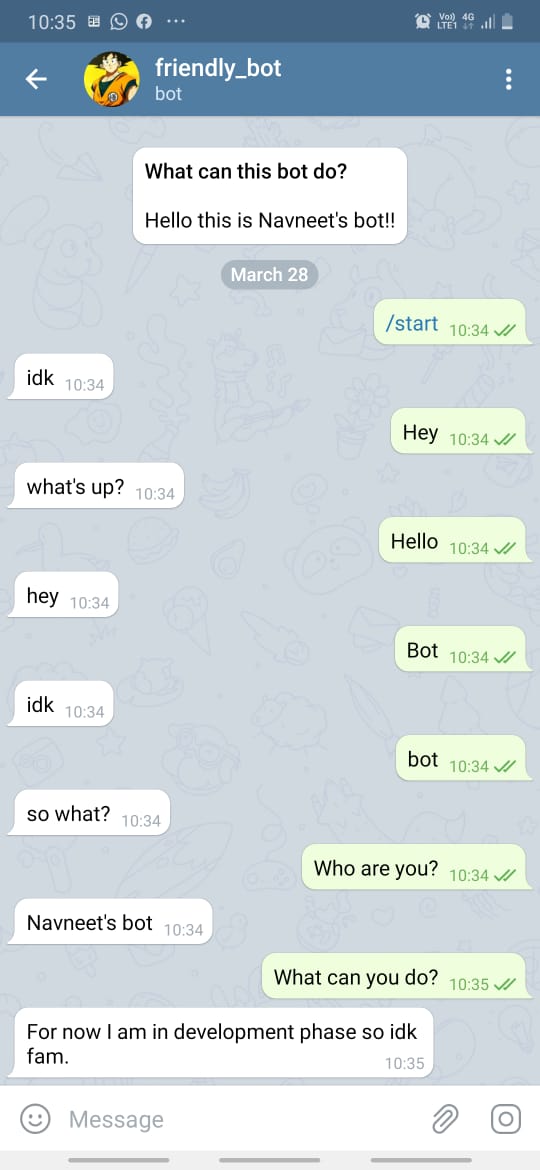 10:35
Vo) 4G
LTE1
friendly_bot
bot
What can this bot do?
Hello this is Navneet's bot!!
March 28
/start 10:34
idk 10:34
Hey 10:34
what's up? 10:34
Hello 10:34
hey 10:34
Bot 10:34
idk 10:34
bot 10:34
so what? 10:34
Who are you? 10:34
Navneet's bot 10:34
What can you do? 10:35
For now I am in development phase so idk
fam. 10:35
Message